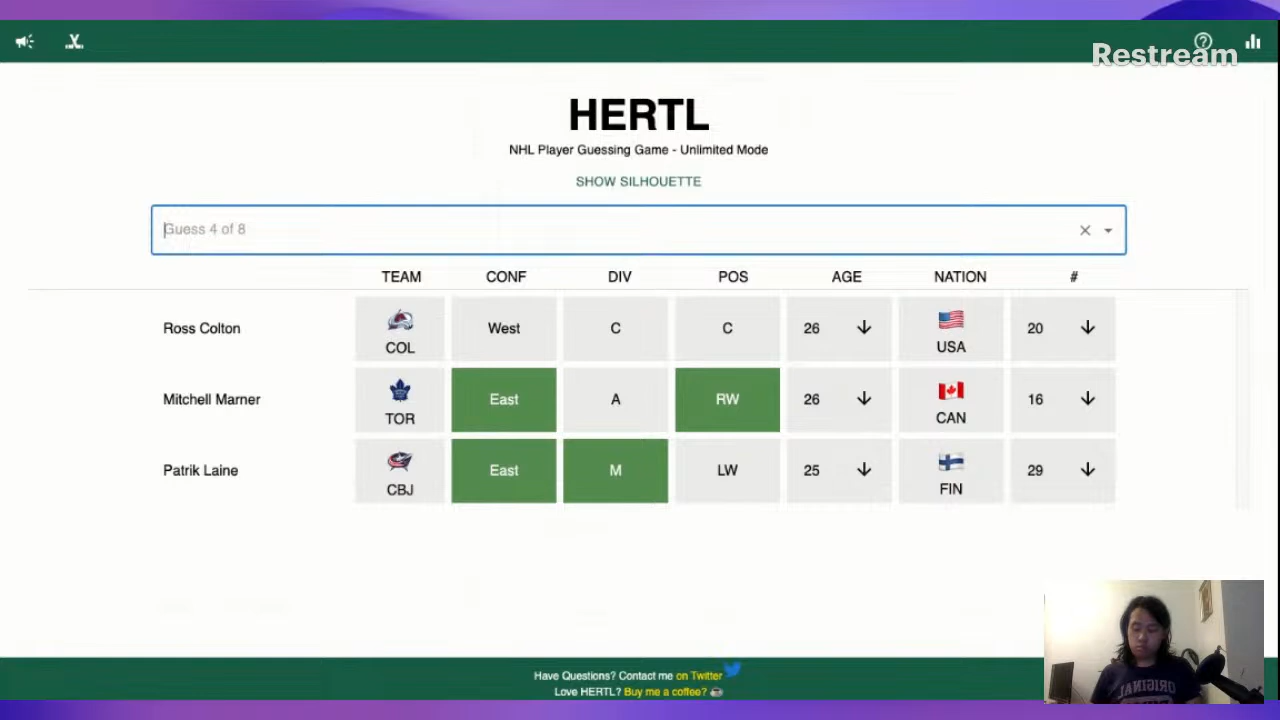 Restream
HERTL
NHL Player Guessing Game - Unlimited Mode
SHOW SILHOUETTE
Guess 4 of 8
TEAM CONF DIV POS AGE NATION #
Ross Colton COL West C C 26 USA 20
Mitchell Marner TOR East A RW 26 CAN 16
Patrik Laine CBJ East M LW 25 FIN 29
Have Questions? Contact me on Twitter
Love HERTL? Buy me a coffee?